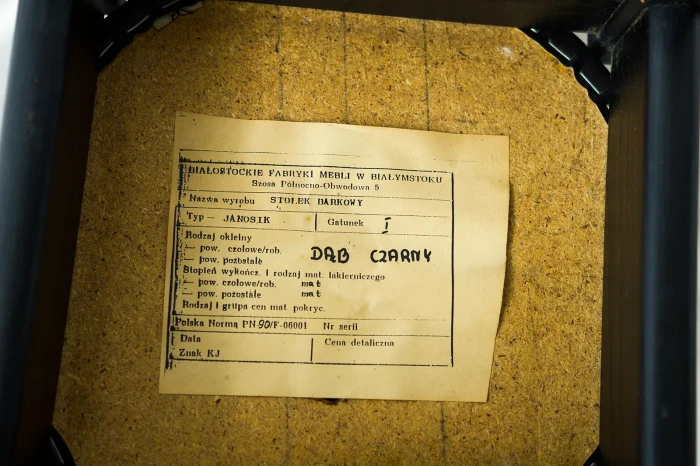 BIAŁOSTOCKIE FABRYKI MEBLI W BIAŁYMSTOKU
Szosa Północno-Obwodowa 5
Nazwa wyrobu STOŁEK BARKOWY
Typ — JANOSIK Gatunek I
Rodzaj okleiny
— pow. czołowe/rob. DĄB CZARNY
— pow. pozostałe
Stopień wykończ. i rodzaj mat. lakierniczego
— pow. czołowe/rob. mat
— pow. pozostałe mat
Rodzaj i grupa cen mat. pokryc.
Polska Normą PN-90/F-06001 Nr serii
Data Cena detaliczna
Znak KJ